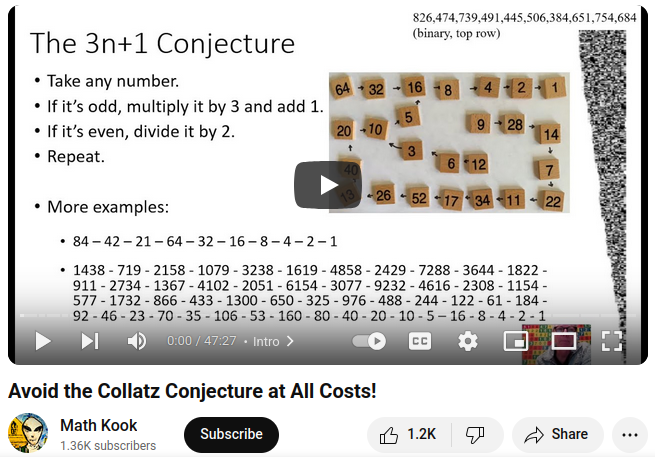 826,474,739,491,445,506,384,651,754,684
(binary, top row)
The 3n+1 Conjecture
• Take any number.
• If it's odd, multiply it by 3 and add 1.
• If it's even, divide it by 2.
• Repeat.
64 32 16 8 4 2 1
20 10 5 9 28 14
3 6 12 7
40
13 26 52 17 34 11 22
• More examples:
• 84 – 42 – 21 – 64 – 32 – 16 – 8 – 4 – 2 – 1
• 1438 - 719 - 2158 - 1079 - 3238 - 1619 - 4858 - 2429 - 7288 - 3644 - 1822 -
911 - 2734 - 1367 - 4102 - 2051 - 6154 - 3077 - 9232 - 4616 - 2308 - 1154 -
577 - 1732 - 866 - 433 - 1300 - 650 - 325 - 976 - 488 - 244 - 122 - 61 - 184 -
92 - 46 - 23 - 70 - 35 - 106 - 53 - 160 - 80 - 40 - 20 - 10 - 5 – 16 - 8 - 4 - 2 - 1
0:00 / 47:27 • Intro
CC
Avoid the Collatz Conjecture at All Costs!
Math Kook
1.36K subscribers
Subscribe
1.2K
Share